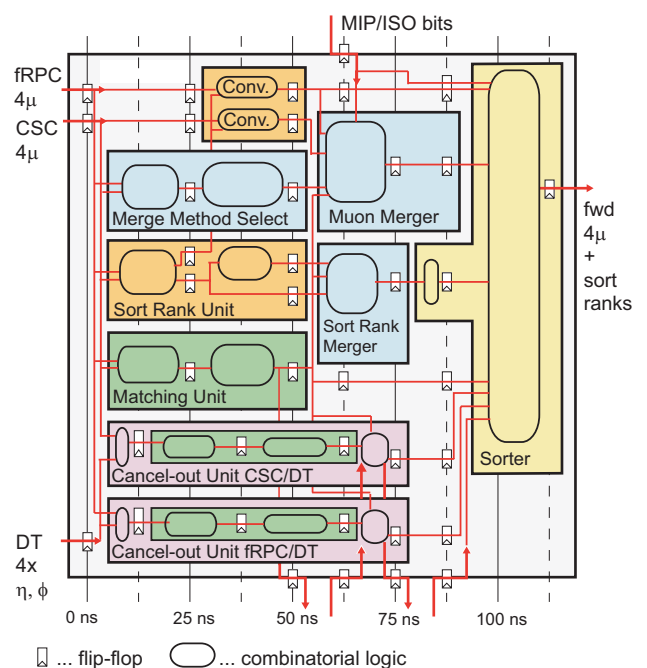 MIP/ISO bits
fRPC
4μ
CSC
4μ
Conv.
Conv.
Merge Method Select
Muon Merger
fwd
4μ
+
sort
ranks
Sort Rank Unit
Sort Rank
Merger
Matching Unit
Cancel-out Unit CSC/DT
Sorter
DT
4x
η, ϕ
Cancel-out Unit fRPC/DT
0 ns
25 ns
50 ns
75 ns
100 ns
... flip-flop
... combinatorial logic